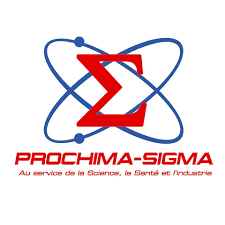 Σ
PROCHIMA-SIGMA
Au service de la Science, la Santé et l'industrie